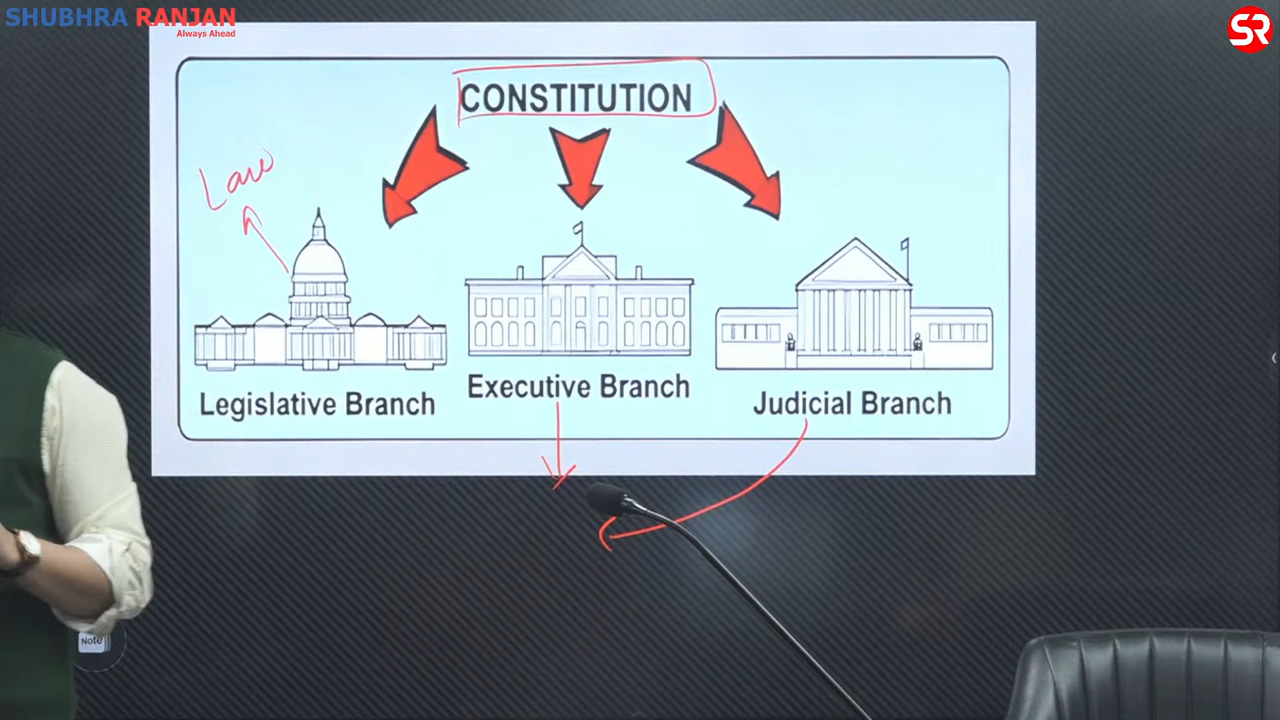 SHUBHRA RANJAN
Always Ahead
SR
CONSTITUTION
Law
Legislative Branch
Executive Branch
Judicial Branch
Note